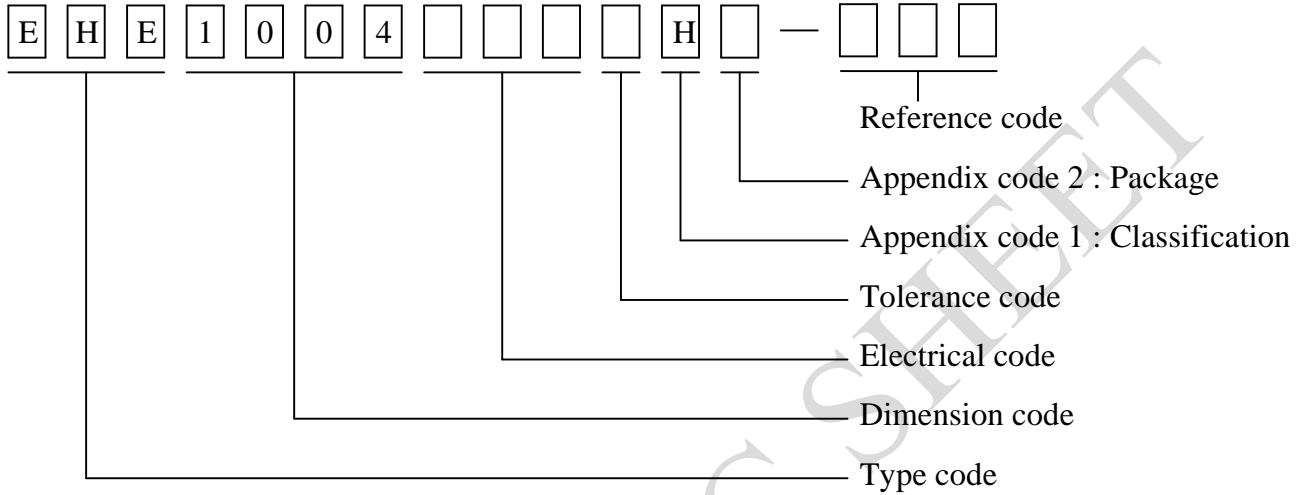 E H E 1 0 0 4 H —
Reference code
Appendix code 2 : Package
Appendix code 1 : Classification
Tolerance code
Electrical code
Dimension code
Type code
C SHEET